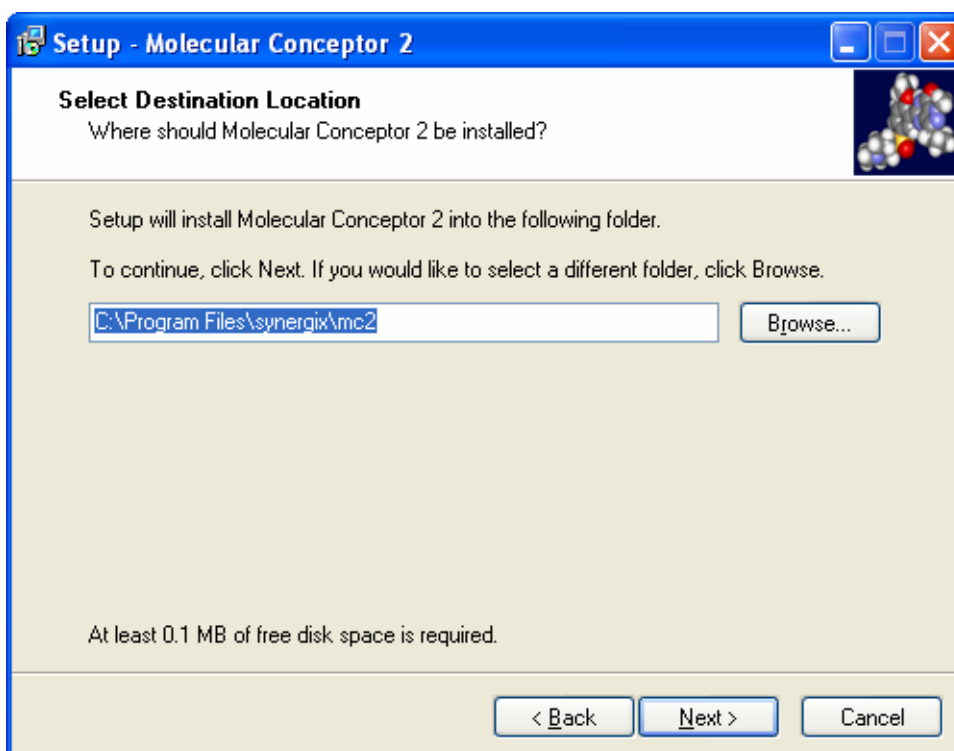 Setup - Molecular Conceptor 2
Select Destination Location
Where should Molecular Conceptor 2 be installed?
Setup will install Molecular Conceptor 2 into the following folder.
To continue, click Next. If you would like to select a different folder, click Browse.
C:\Program Files\synergix\mc2
Browse...
At least 0.1 MB of free disk space is required.
< Back
Next >
Cancel